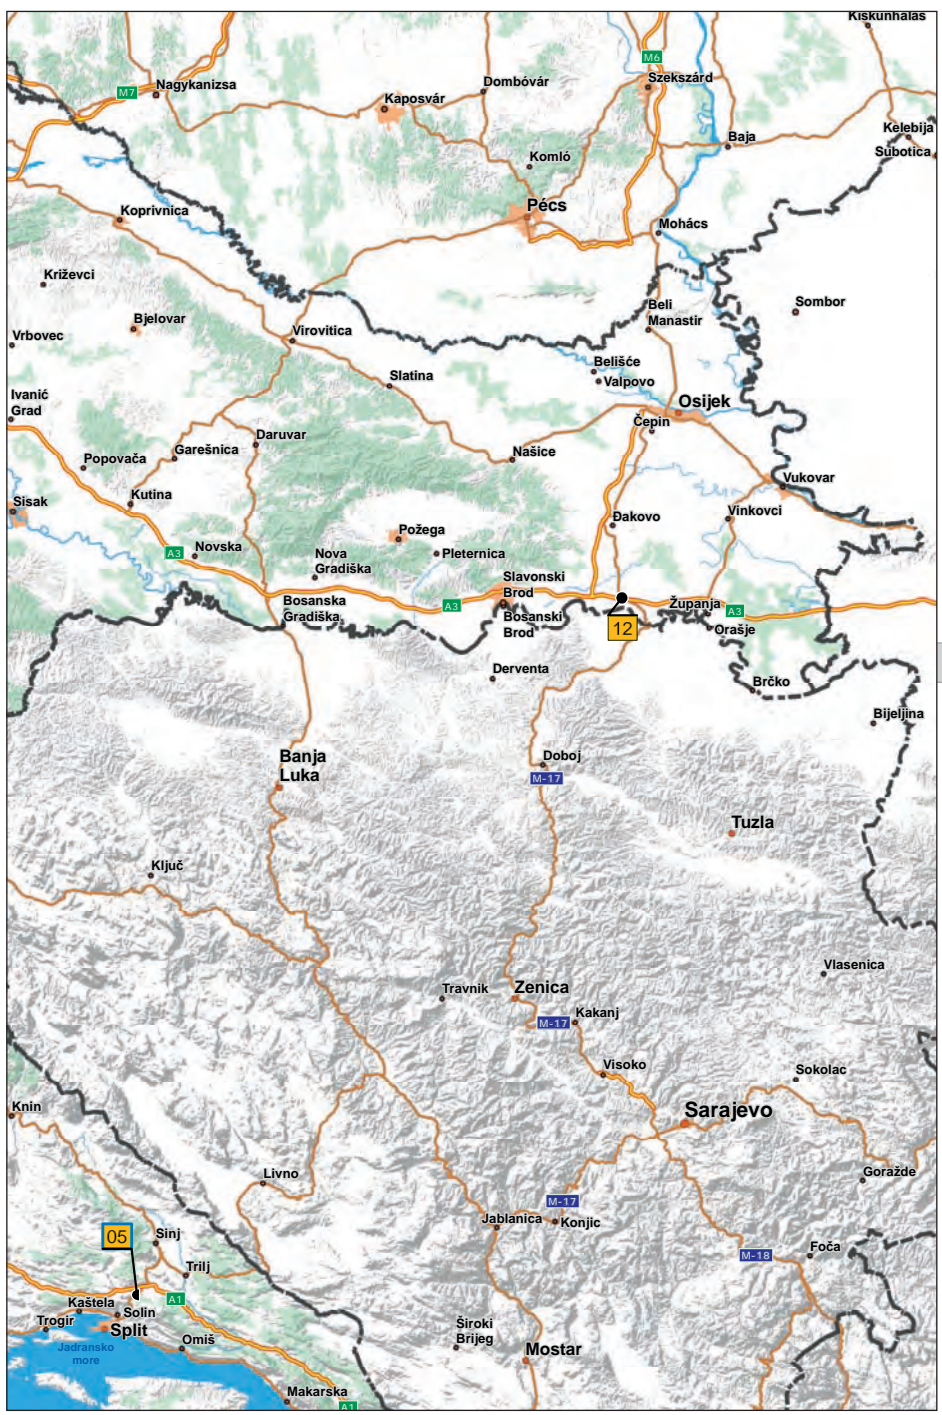 Kiskunhalas
M6
Szekszárd
Dombóvár
Nagykanizsa
M7
Kaposvár
Kelebija
Baja
Subotica
Komló
Pécs
Koprivnica
Mohács
Križevci
Beli
Manastir
Sombor
Bjelovar
Virovitica
Vrbovec
Belišće
Slatina
Valpovo
Ivanić
Grad
Osijek
Čepin
Daruvar
Garešnica
Našice
Popovača
Vukovar
Kutina
Sisak
Vinkovci
Đakovo
Požega
Novska
A3
Nova
Gradiška
Pleternica
Slavonski
Brod
Bosanska
Gradiška
A3
Županja
A3
Bosanski
Brod
12
Orašje
Derventa
Brčko
Bijeljina
Banja
Luka
Doboj
M-17
Tuzla
Ključ
Vlasenica
Travnik
Zenica
M-17
Kakanj
Visoko
Sokolac
Knin
Sarajevo
Livno
Goražde
M-17
Jablanica
Konjic
05
Sinj
Foča
M-18
Trilj
Kaštela
A1
Solin
Trogir
Split
Široki
Brijeg
Omiš
Jadransko
more
Mostar
Makarska
A1